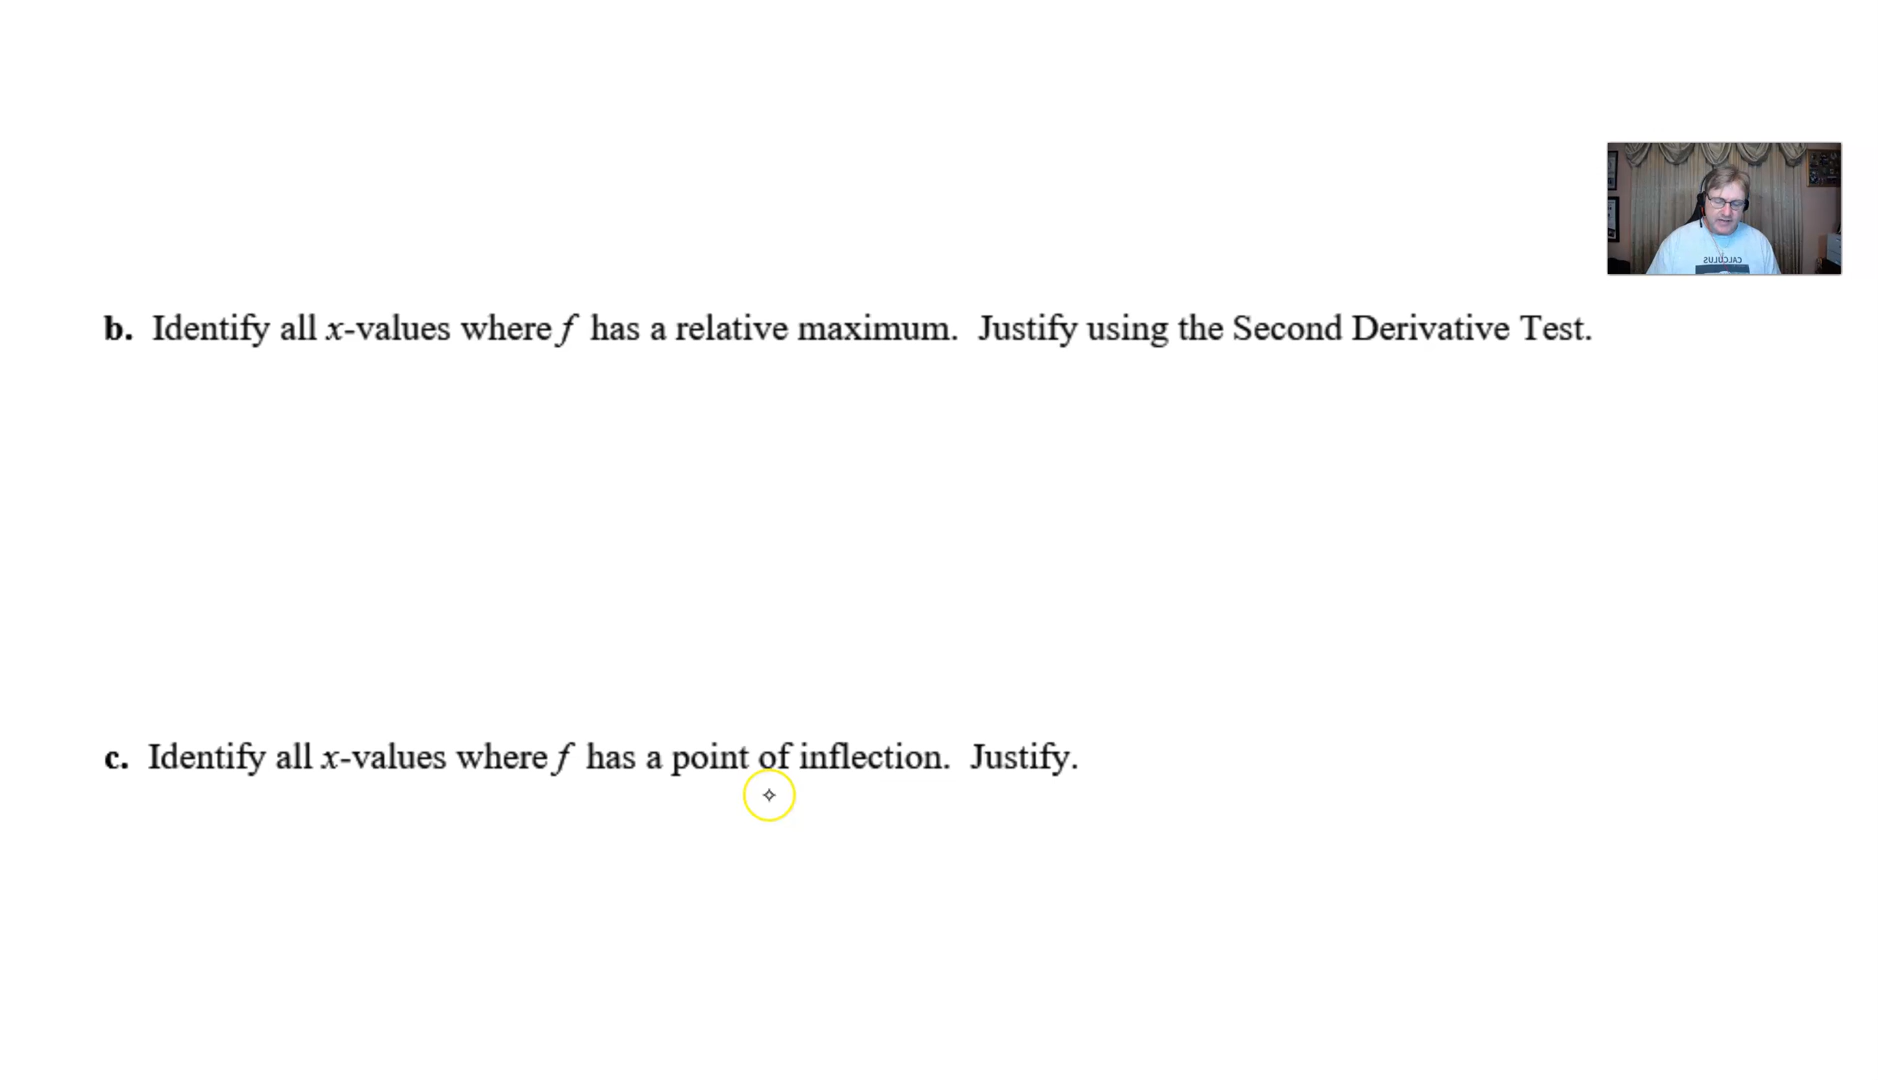 CALCULUS
b. Identify all x-values where f has a relative maximum. Justify using the Second Derivative Test.
c. Identify all x-values where f has a point of inflection. Justify.